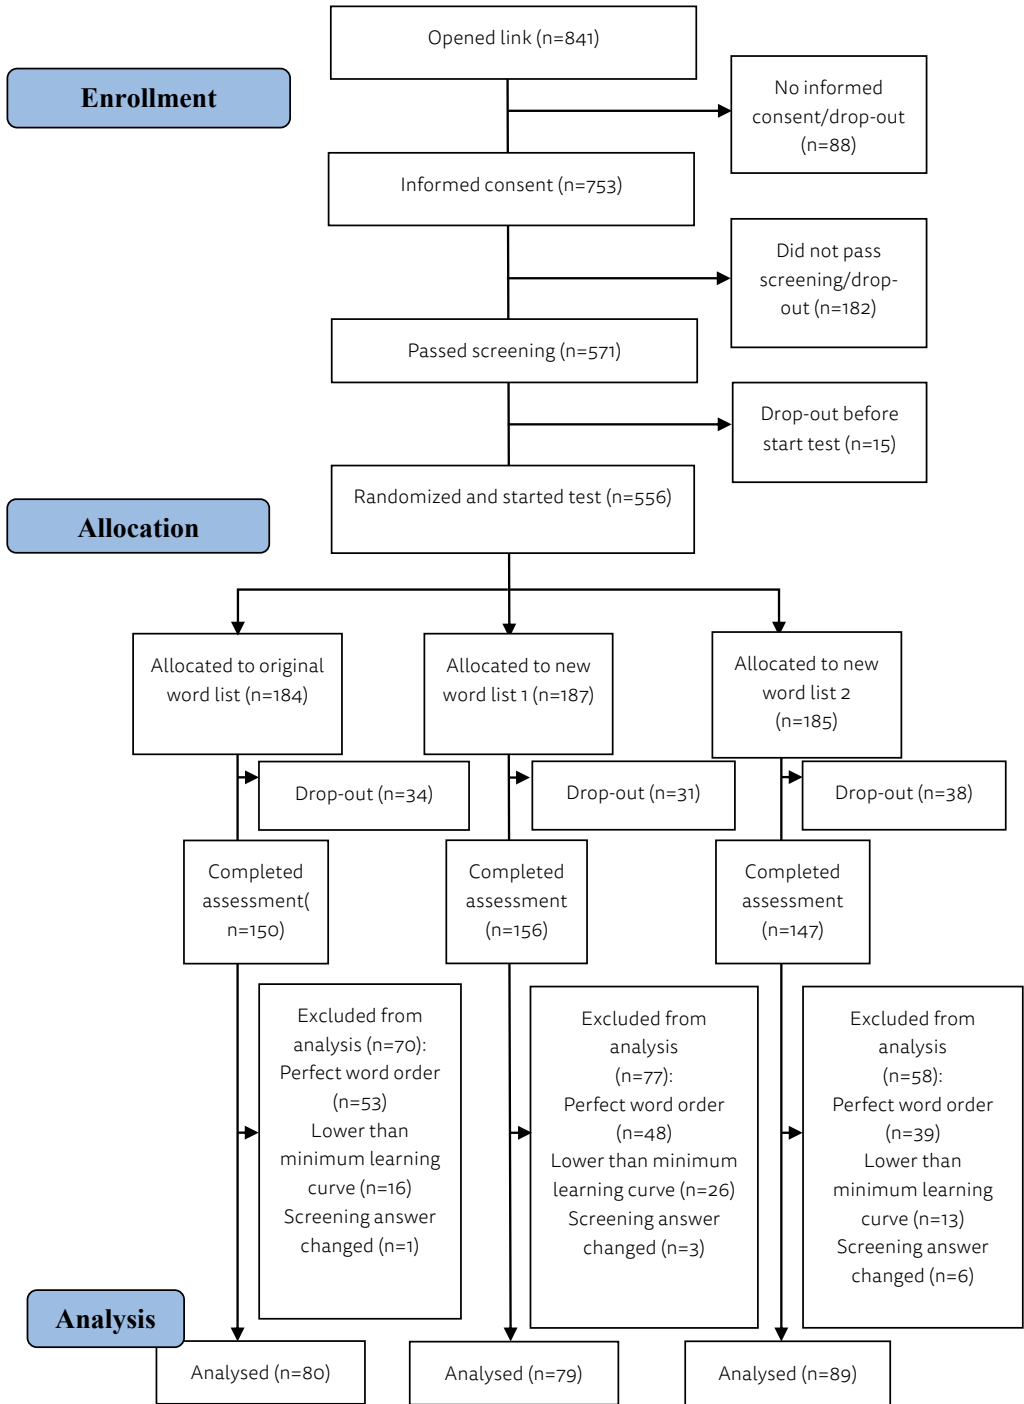 Opened link (n=841)
Enrollment
No informed
consent/drop-out
(n=88)
Informed consent (n=753)
Did not pass
screening/drop-
out (n=182)
Passed screening (n=571)
Drop-out before
start test (n=15)
Randomized and started test (n=556)
Allocation
Allocated to original
word list (n=184)
Allocated to new
word list 1 (n=187)
Allocated to new
word list 2
(n=185)
Drop-out (n=34)
Drop-out (n=31)
Drop-out (n=38)
Completed
assessment(
n=150)
Completed
assessment
(n=156)
Completed
assessment
(n=147)
Excluded from
analysis (n=70):
Perfect word order
(n=53)
Lower than
minimum learning
curve (n=16)
Screening answer
changed (n=1)
Excluded from
analysis
(n=77):
Perfect word order
(n=48)
Lower than minimum
learning curve (n=26)
Screening answer
changed (n=3)
Excluded from
analysis
(n=58):
Perfect word order
(n=39)
Lower than
minimum learning
curve (n=13)
Screening answer
changed (n=6)
Analysis
Analysed (n=80)
Analysed (n=79)
Analysed (n=89)